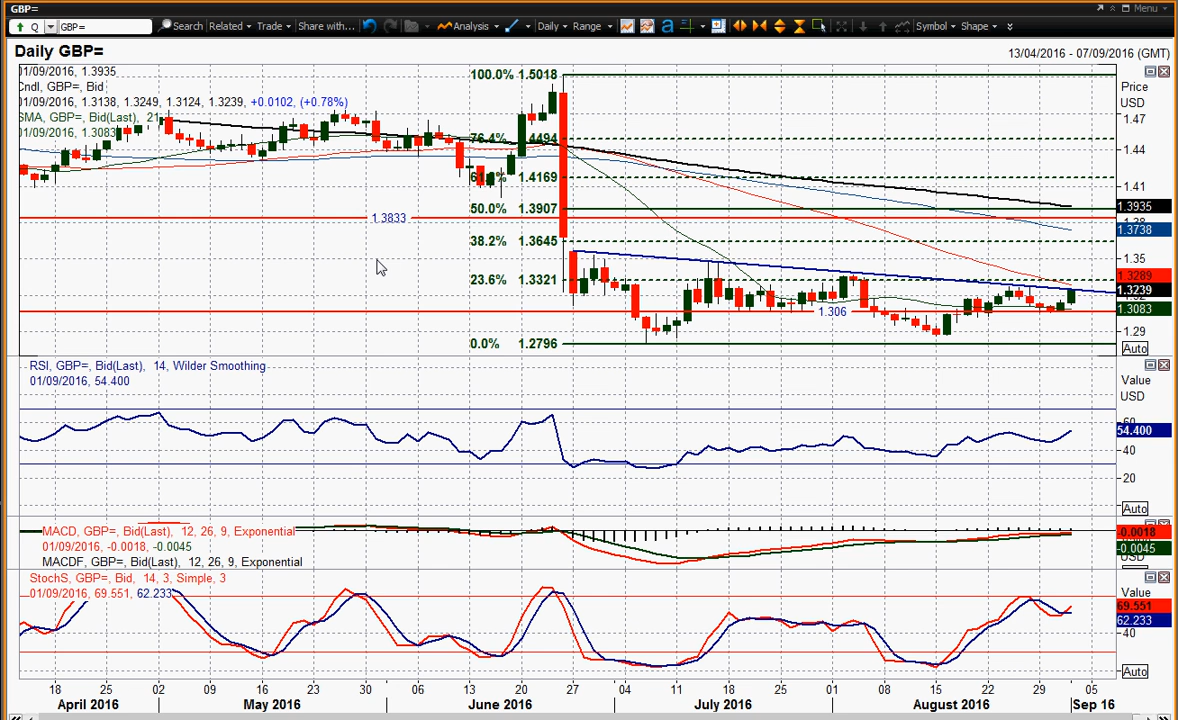 GBP=
Menu
Q GBP= Search Related Trade Share with... Analysis Daily Range Symbol Shape
Daily GBP=
13/04/2016 - 07/09/2016 (GMT)
01/09/2016, 1.3935
Cndl, GBP=, Bid
01/09/2016, 1.3138, 1.3249, 1.3124, 1.3239, +0.0102, (+0.78%)
SMA, GBP=, Bid(Last), 21
01/09/2016, 1.3083
100.0% 1.5018
76.4% 1.4494
61.8% 1.4169
50.0% 1.3907
1.3833
38.2% 1.3645
23.6% 1.3321
1.306
0.0% 1.2796
Price
USD
1.47
1.44
1.41
1.3935
1.38
1.3738
1.35
1.3289
1.3239
1.32
1.3083
1.29
Auto
RSI, GBP=, Bid(Last), 14, Wilder Smoothing
01/09/2016, 54.400
Value
USD
60
54.400
40
20
Auto
MACD, GBP=, Bid(Last), 12, 26, 9, Exponential
01/09/2016, -0.0018, -0.0045
MACDF, GBP=, Bid(Last), 12, 26, 9, Exponential
-0.0018
-0.0045
USD
StochS, GBP=, Bid, 14, 3, Simple, 3
01/09/2016, 69.551, 62.233
Value
69.551
62.233
40
Auto
18 25 02 09 16 23 30 06 13 20 27 04 11 18 25 01 08 15 22 29 05
April 2016 May 2016 June 2016 July 2016 August 2016 Sep 16